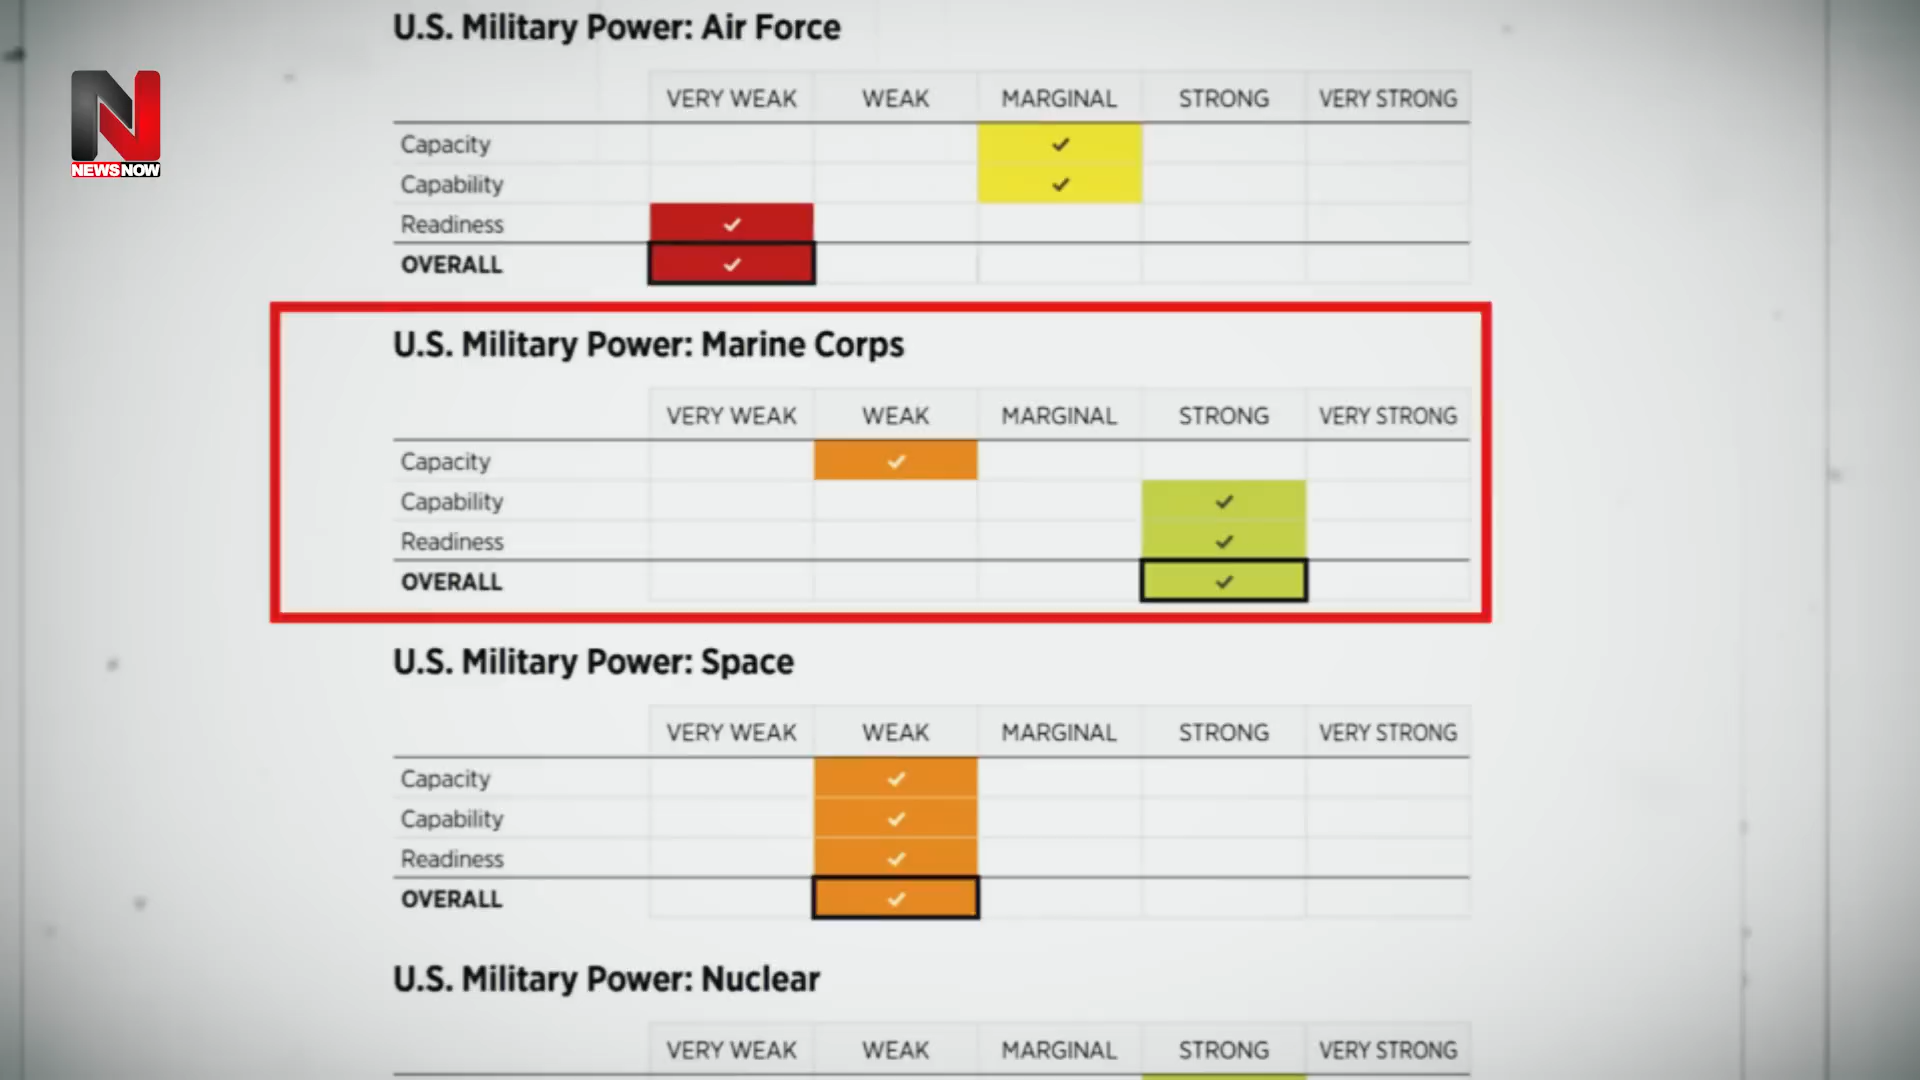 U.S. Military Power: Air Force
NEWSNOW
VERY WEAK WEAK MARGINAL STRONG VERY STRONG
Capacity ✓
Capability ✓
Readiness ✓
OVERALL ✓
U.S. Military Power: Marine Corps
VERY WEAK WEAK MARGINAL STRONG VERY STRONG
Capacity ✓
Capability ✓
Readiness ✓
OVERALL ✓
U.S. Military Power: Space
VERY WEAK WEAK MARGINAL STRONG VERY STRONG
Capacity ✓
Capability ✓
Readiness ✓
OVERALL ✓
U.S. Military Power: Nuclear
VERY WEAK WEAK MARGINAL STRONG VERY STRONG